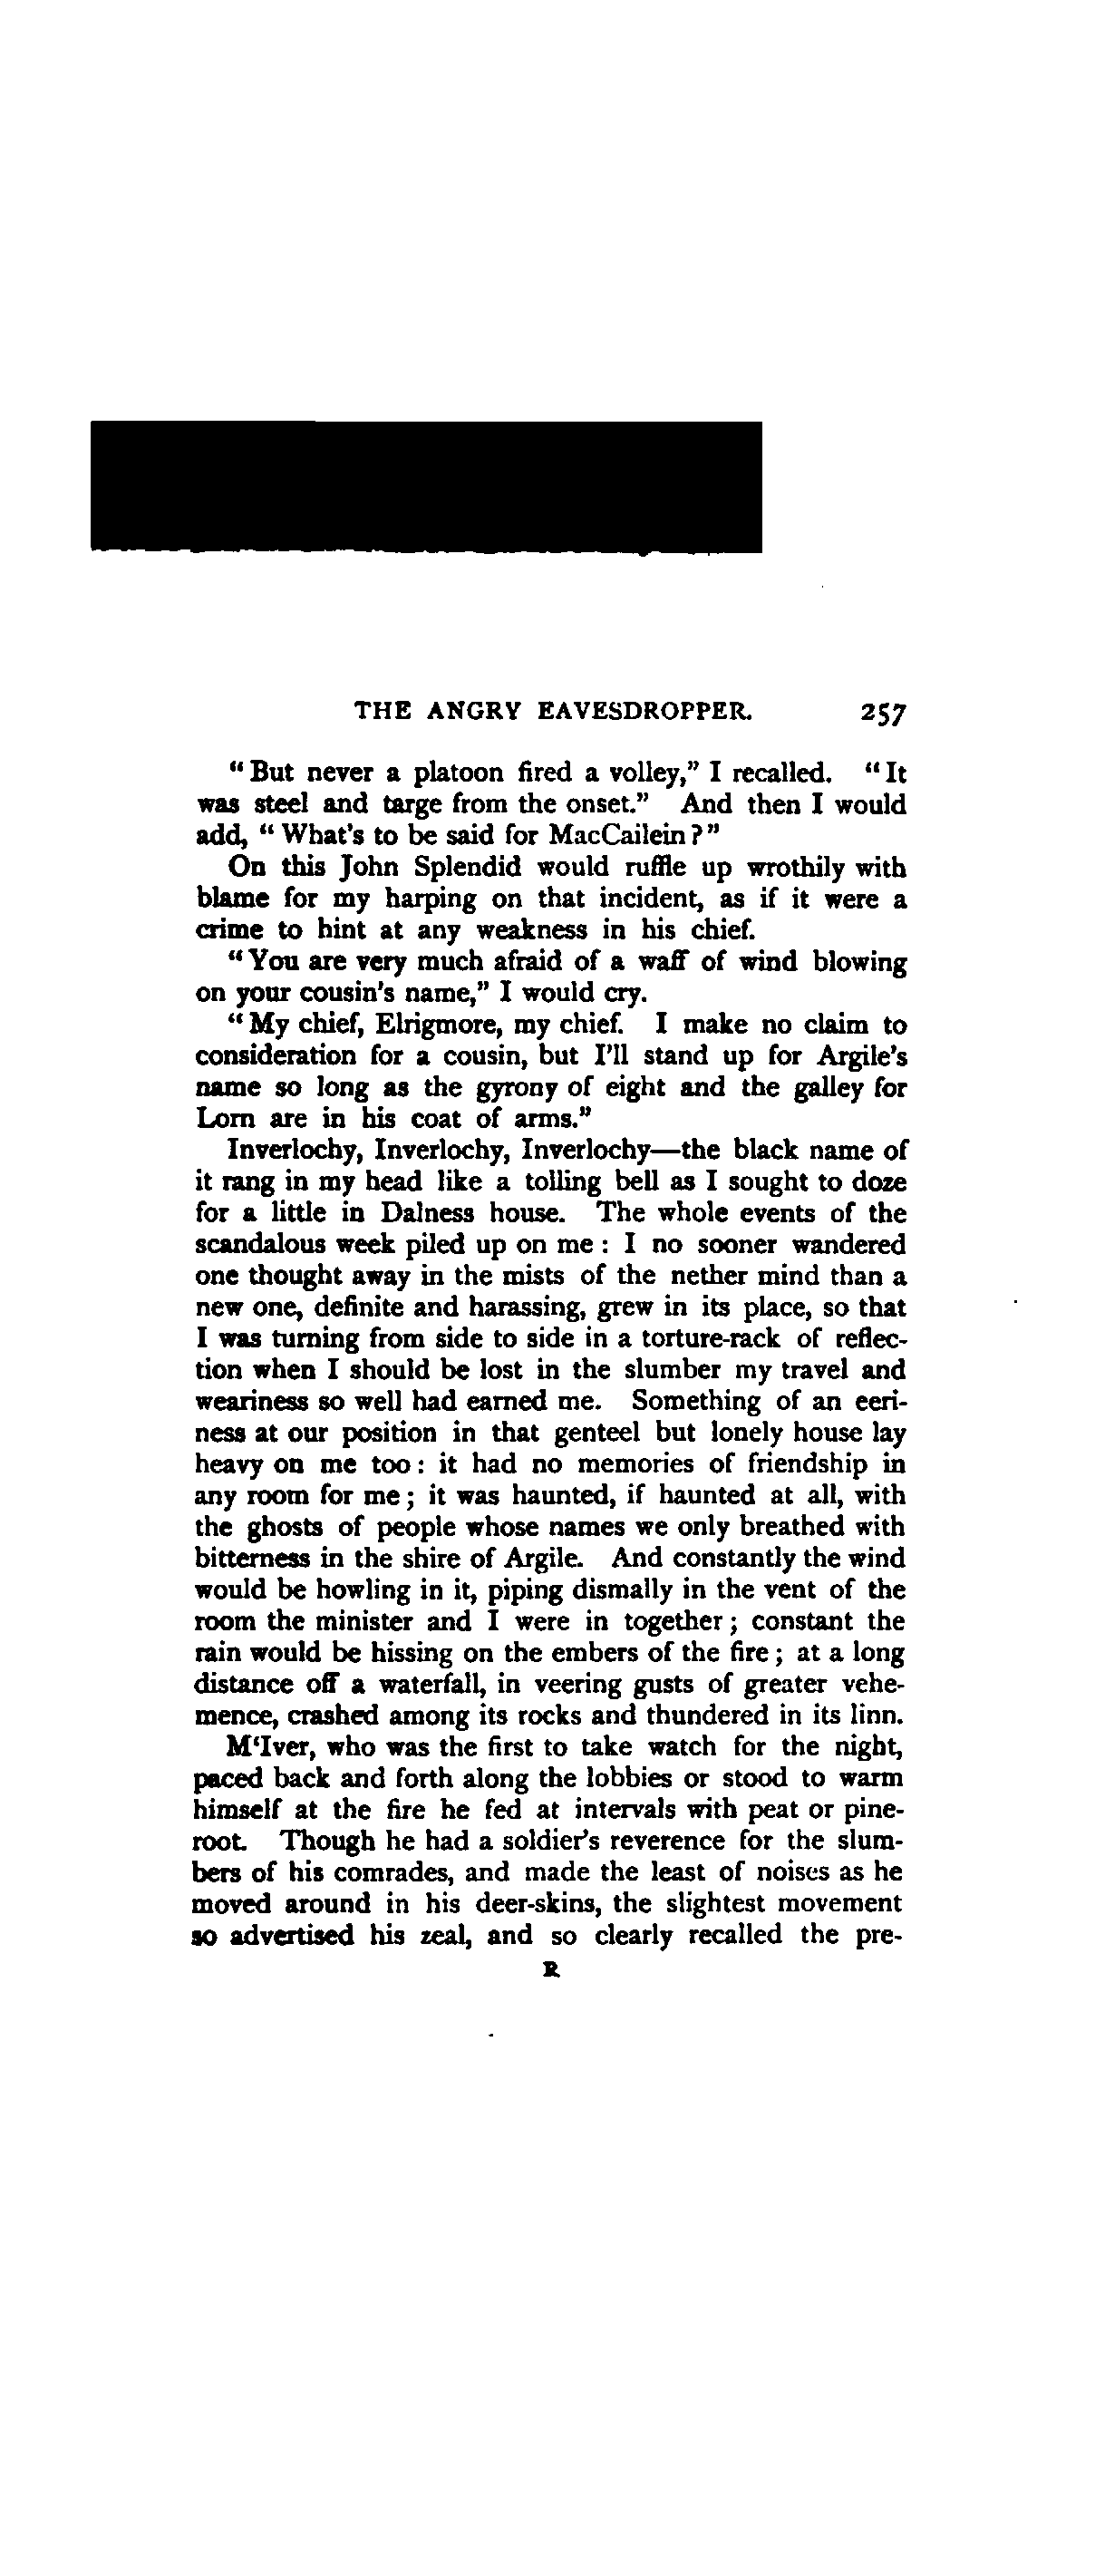 THE ANGRY EAVESDROPPER. 257
"But never a platoon fired a volley," I recalled. "It
was steel and targe from the onset." And then I would
add, "What's to be said for MacCailein?"
On this John Splendid would ruffle up wrothily with
blame for my harping on that incident, as if it were a
crime to hint at any weakness in his chief.
"You are very much afraid of a waff of wind blowing
on your cousin's name," I would cry.
"My chief, Elrigmore, my chief. I make no claim to
consideration for a cousin, but I'll stand up for Argile's
name so long as the gyrony of eight and the galley for
Lorn are in his coat of arms."
Inverlochy, Inverlochy, Inverlochy—the black name of
it rang in my head like a tolling bell as I sought to doze
for a little in Dalness house. The whole events of the
scandalous week piled up on me: I no sooner wandered
one thought away in the mists of the nether mind than a
new one, definite and harassing, grew in its place, so that
I was turning from side to side in a torture-rack of reflec-
tion when I should be lost in the slumber my travel and
weariness so well had earned me. Something of an eeri-
ness at our position in that genteel but lonely house lay
heavy on me too: it had no memories of friendship in
any room for me; it was haunted, if haunted at all, with
the ghosts of people whose names we only breathed with
bitterness in the shire of Argile. And constantly the wind
would be howling in it, piping dismally in the vent of the
room the minister and I were in together; constant the
rain would be hissing on the embers of the fire; at a long
distance off a waterfall, in veering gusts of greater vehe-
mence, crashed among its rocks and thundered in its linn.
M'Iver, who was the first to take watch for the night,
paced back and forth along the lobbies or stood to warm
himself at the fire he fed at intervals with peat or pine-
root. Though he had a soldier's reverence for the slum-
bers of his comrades, and made the least of noises as he
moved around in his deer-skins, the slightest movement
so advertised his zeal, and so clearly recalled the pre-
R